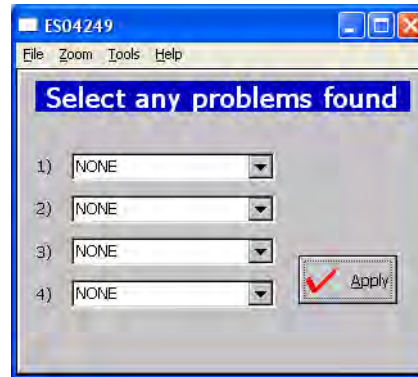 ES04249
File Zoom Tools Help
Select any problems found
1) NONE
2) NONE
3) NONE
4) NONE
Apply